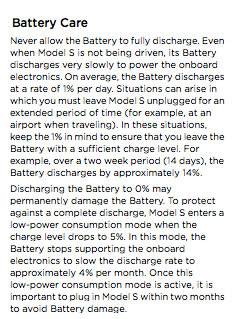 Battery Care
Never allow the Battery to fully discharge. Even
when Model S is not being driven, its Battery
discharges very slowly to power the onboard
electronics. On average, the Battery discharges
at a rate of 1% per day. Situations can arise in
which you must leave Model S unplugged for an
extended period of time (for example, at an
airport when traveling). In these situations,
keep the 1% in mind to ensure that you leave the
Battery with a sufficient charge level. For
example, over a two week period (14 days), the
Battery discharges by approximately 14%.
Discharging the Battery to 0% may
permanently damage the Battery. To protect
against a complete discharge, Model S enters a
low-power consumption mode when the
charge level drops to 5%. In this mode, the
Battery stops supporting the onboard
electronics to slow the discharge rate to
approximately 4% per month. Once this
low-power consumption mode is active, it is
important to plug in Model S within two months
to avoid Battery damage.